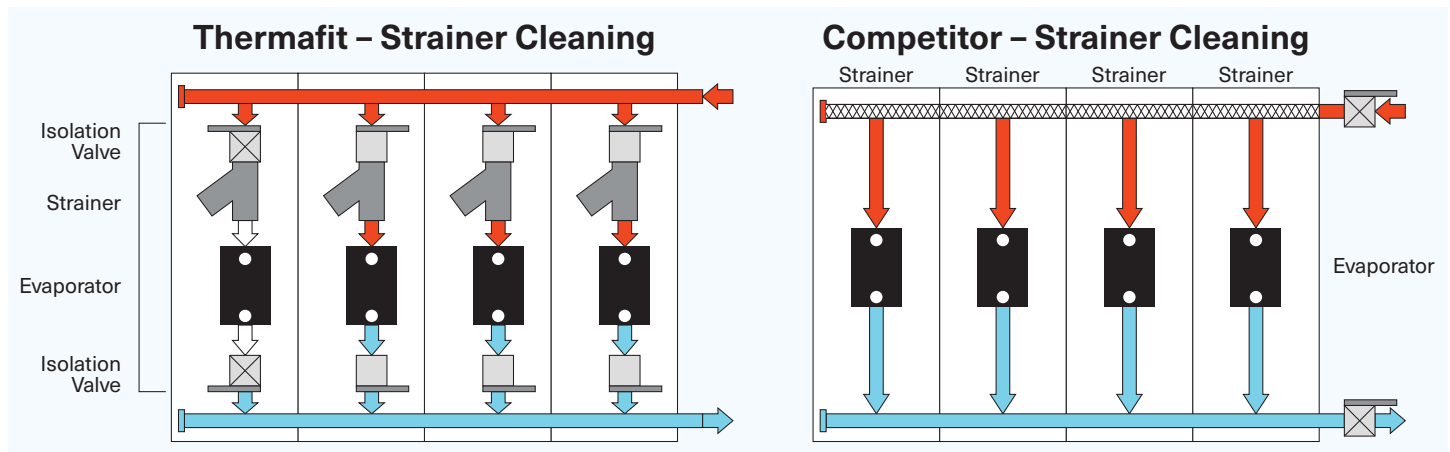 Thermafit – Strainer Cleaning
Isolation
Valve
Strainer
Evaporator
Isolation
Valve
Competitor – Strainer Cleaning
Strainer Strainer Strainer Strainer
Evaporator